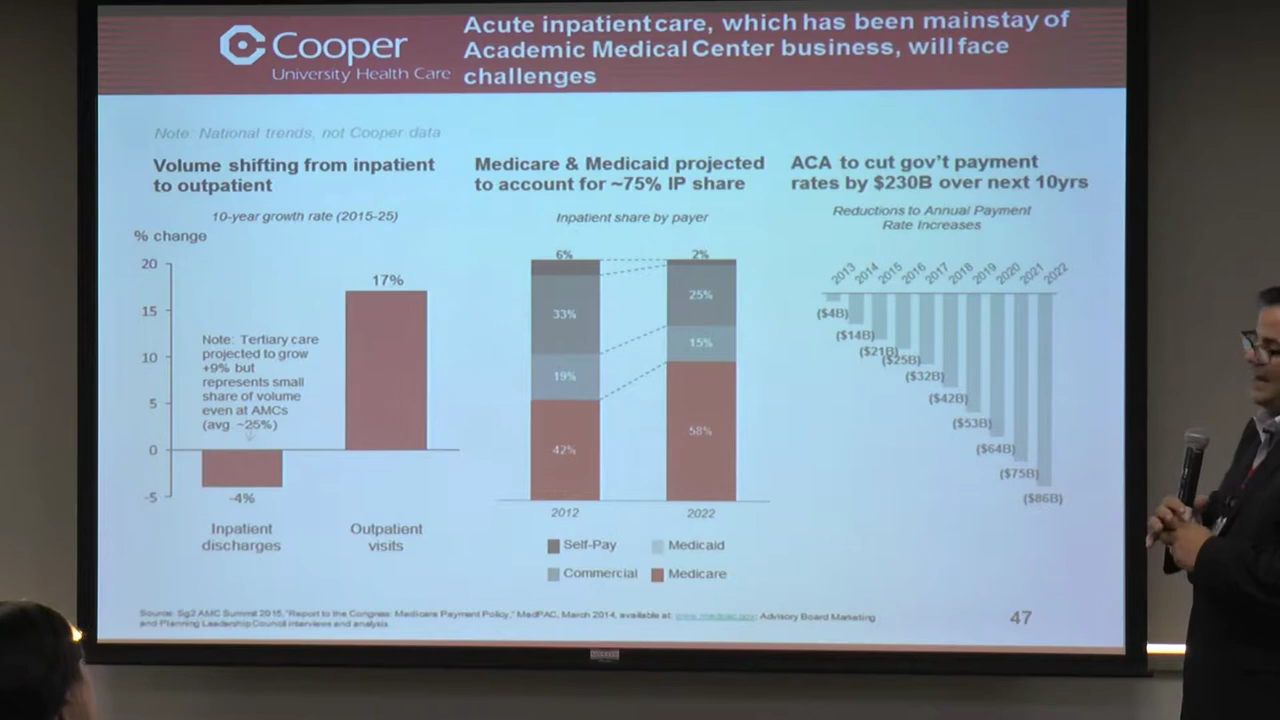 Cooper
University Health Care
Acute inpatient care, which has been mainstay of
Academic Medical Center business, will face
challenges
Note: National trends, not Cooper data
Volume shifting from inpatient
to outpatient
10-year growth rate (2015-25)
% change
20
15
10
5
0
-5
17%
Note: Tertiary care
projected to grow
+9% but
represents small
share of volume
even at AMCs
(avg. ~25%)
-4%
Inpatient
discharges
Outpatient
visits
Medicare & Medicaid projected
to account for ~75% IP share
Inpatient share by payer
6%
2%
33%
25%
19%
15%
42%
58%
2012
2022
Self-Pay
Medicaid
Commercial
Medicare
ACA to cut gov't payment
rates by $230B over next 10yrs
Reductions to Annual Payment
Rate Increases
2013 2014 2015 2016 2017 2018 2019 2020 2021 2022
($4B)
($14B)
($21B)
($25B)
($32B)
($42B)
($53B)
($64B)
($75B)
($86B)
Source: Sg2 AMC Summit 2015, "Report to the Congress: Medicare Payment Policy," MedPAC, March 2014, available at: www.medpac.gov; Advisory Board Marketing
and Planning Leadership Council interviews and analysis
47